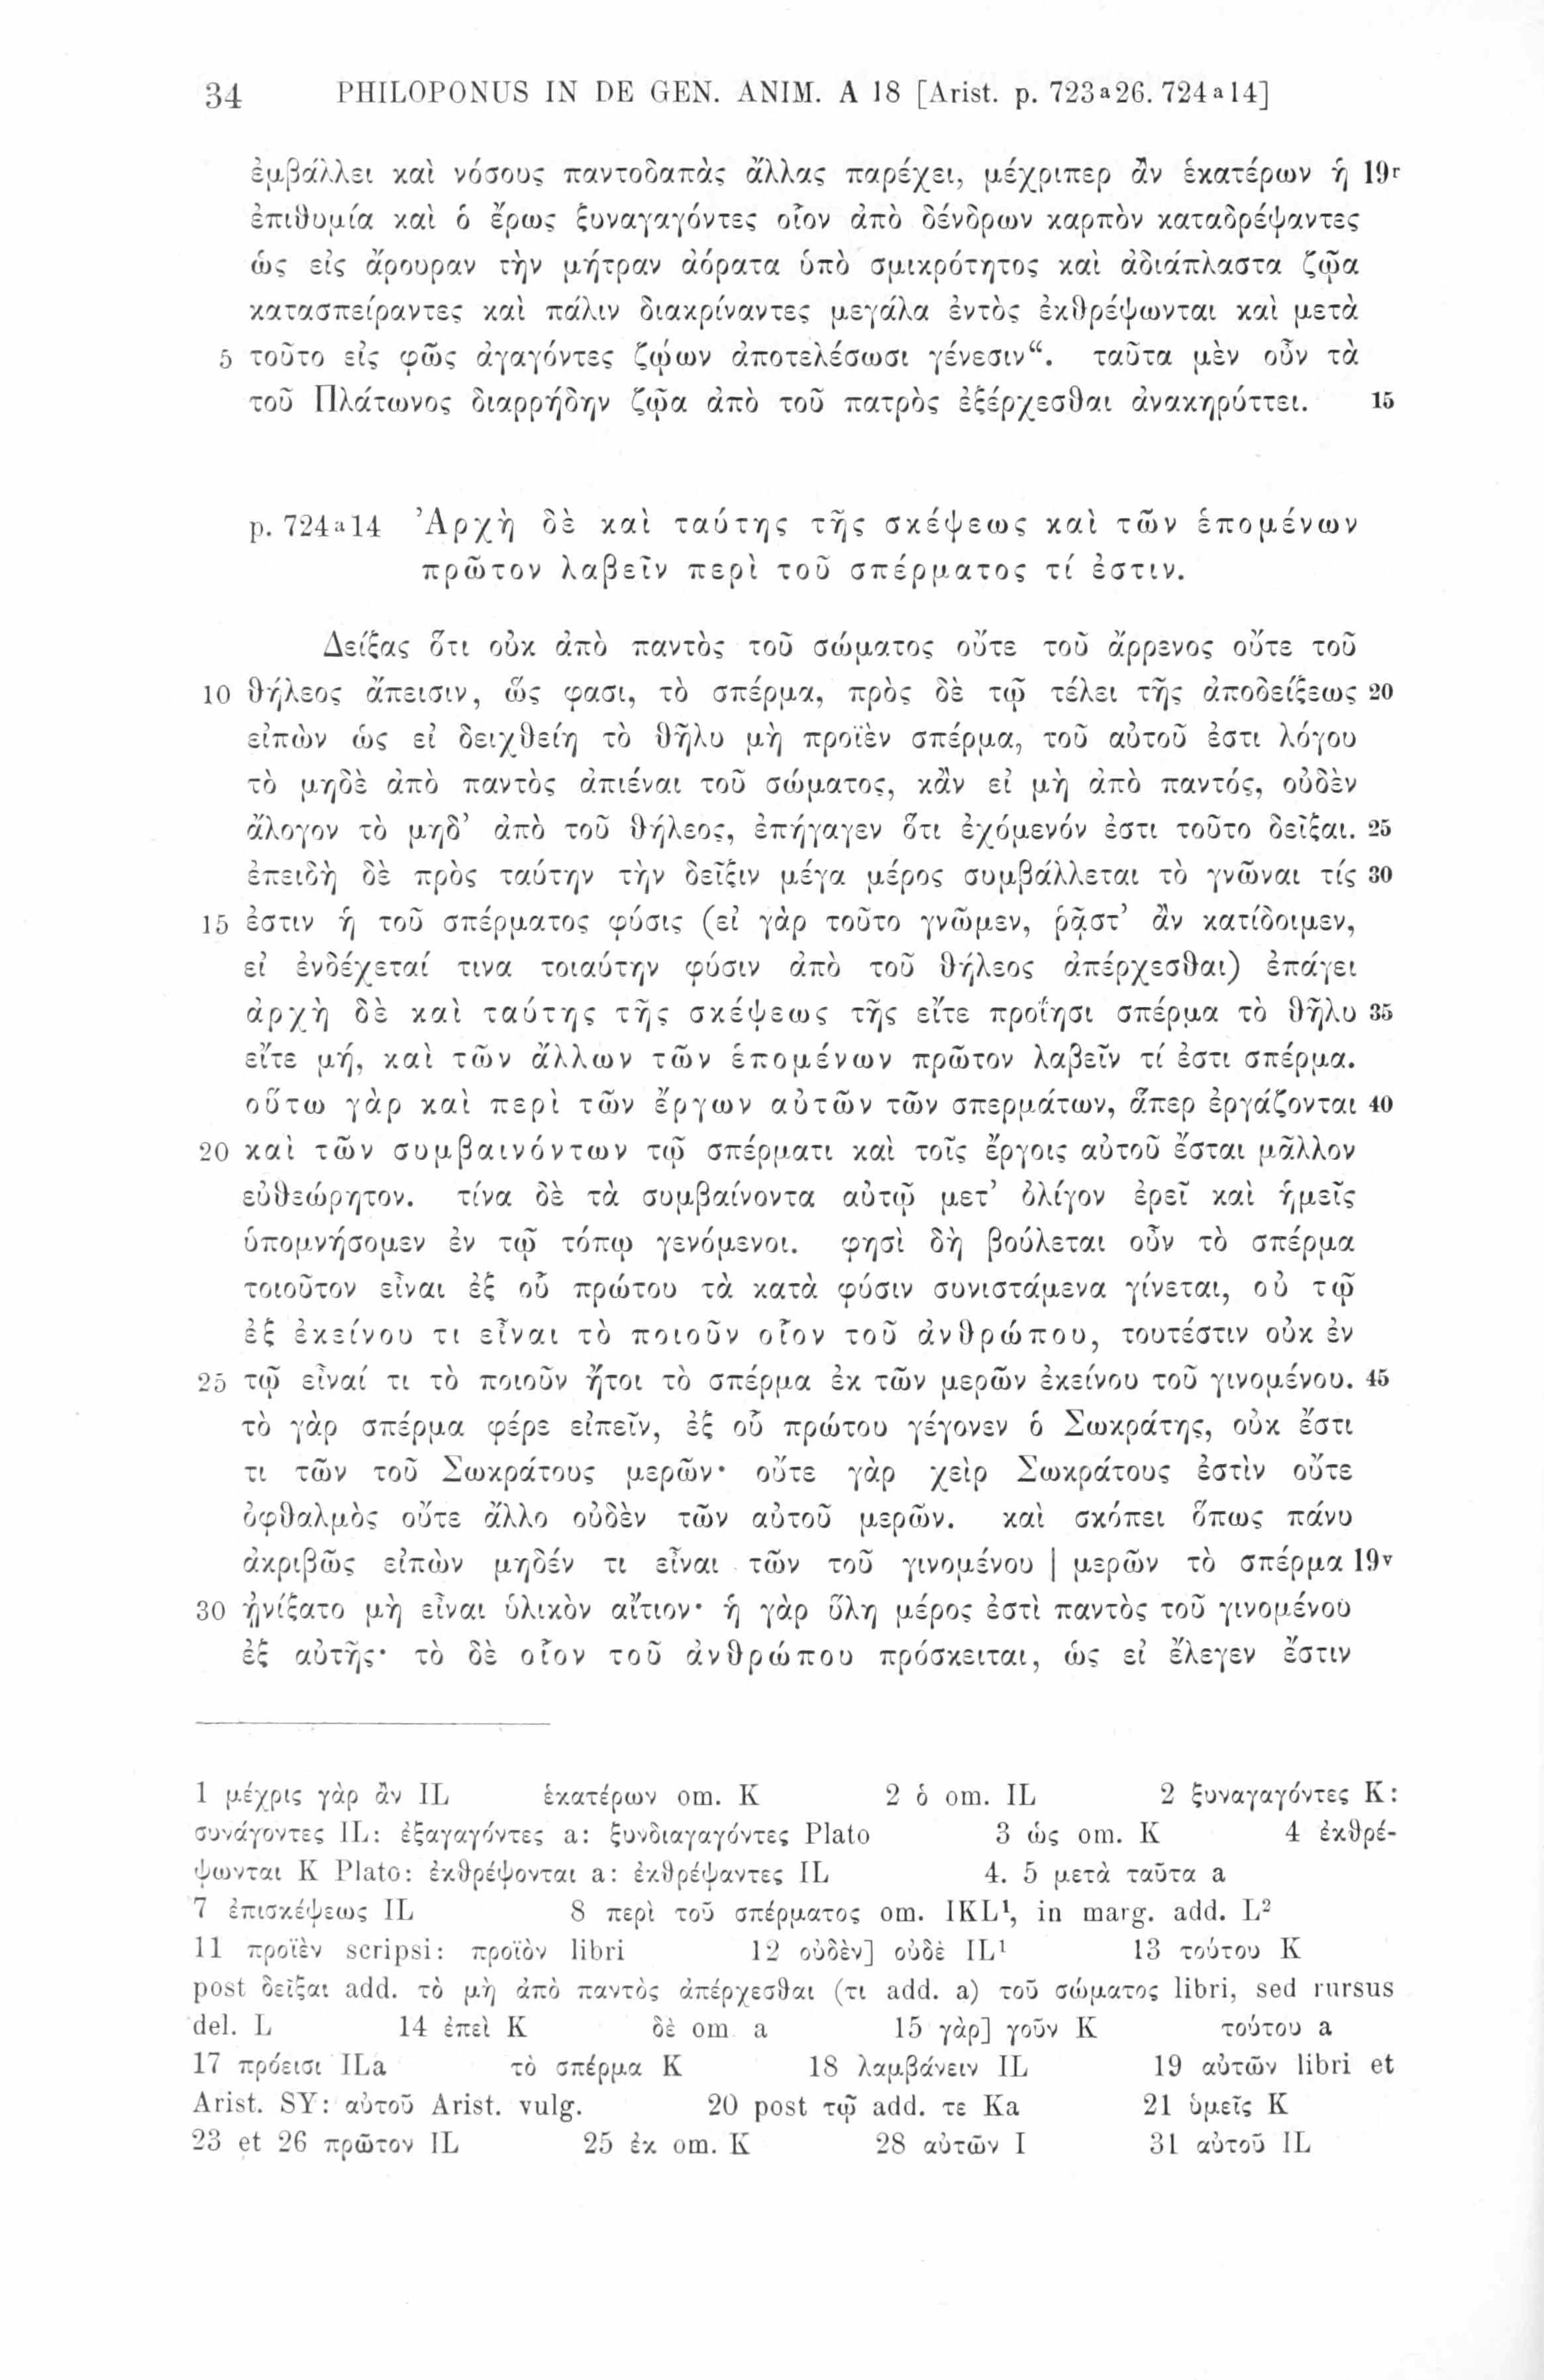 34 PHILOPONUS IN DE GEN. ANIM. A 18 [Arist. p. 723a26. 724a14]
ἐμβάλλει καὶ νόσους παντοδαπὰς ἄλλας παρέχει, μέχριπερ ἂν ἑκατέρων ἡ 19r
ἐπιθυμία καὶ ὁ ἔρως ξυναγαγόντες οἷον ἀπὸ δένδρων καρπὸν καταδρέψαντες
ὡς εἰς ἄρουραν τὴν μήτραν ἀόρατα ὑπὸ σμικρότητος καὶ ἀδιάπλαστα ζῷα
κατασπείραντες καὶ πάλιν διακρίναντες μεγάλα ἐντὸς ἐκθρέψωνται καὶ μετὰ
5 τοῦτο εἰς φῶς ἀγαγόντες ζῴων ἀποτελέσωσι γένεσιν“. ταῦτα μὲν οὖν τὰ
τοῦ Πλάτωνος διαρρήδην ζῷα ἀπὸ τοῦ πατρὸς ἐξέρχεσθαι ἀνακηρύττει. 15
p. 724a14 Ἀρχὴ δὲ καὶ ταύτης τῆς σκέψεως καὶ τῶν ἑπομένων
πρῶτον λαβεῖν περὶ τοῦ σπέρματος τί ἐστιν.
Δείξας ὅτι οὐκ ἀπὸ παντὸς τοῦ σώματος οὔτε τοῦ ἄρρενος οὔτε τοῦ
10 θήλεος ἄπεισιν, ὥς φασι, τὸ σπέρμα, πρὸς δὲ τῷ τέλει τῆς ἀποδείξεως 20
εἰπὼν ὡς εἰ δειχθείη τὸ θῆλυ μὴ προϊὲν σπέρμα, τοῦ αὐτοῦ ἐστι λόγου
τὸ μηδὲ ἀπὸ παντὸς ἀπιέναι τοῦ σώματος, κἂν εἰ μὴ ἀπὸ παντός, οὐδὲν
ἄλογον τὸ μηδ’ ἀπὸ τοῦ θήλεος, ἐπήγαγεν ὅτι ἐχόμενόν ἐστι τοῦτο δεῖξαι. 25
ἐπειδὴ δὲ πρὸς ταύτην τὴν δεῖξιν μέγα μέρος συμβάλλεται τὸ γνῶναι τίς 30
15 ἐστιν ἡ τοῦ σπέρματος φύσις (εἰ γὰρ τοῦτο γνῶμεν, ῥᾷστ’ ἂν κατίδοιμεν,
εἰ ἐνδέχεταί τινα τοιαύτην φύσιν ἀπὸ τοῦ θήλεος ἀπέρχεσθαι) ἐπάγει
ἀρχὴ δὲ καὶ ταύτης τῆς σκέψεως τῆς εἴτε προΐησι σπέρμα τὸ θῆλυ 35
εἴτε μή, καὶ τῶν ἄλλων τῶν ἑπομένων πρῶτον λαβεῖν τί ἐστι σπέρμα.
οὕτω γὰρ καὶ περὶ τῶν ἔργων αὐτῶν τῶν σπερμάτων, ἅπερ ἐργάζονται 40
20 καὶ τῶν συμβαινόντων τῷ σπέρματι καὶ τοῖς ἔργοις αὐτοῦ ἔσται μᾶλλον
εὐθεώρητον. τίνα δὲ τὰ συμβαίνοντα αὐτῷ μετ’ ὀλίγον ἐρεῖ καὶ ἡμεῖς
ὑπομνήσομεν ἐν τῷ τόπῳ γενόμενοι. φησὶ δὴ βούλεται οὖν τὸ σπέρμα
τοιοῦτον εἶναι ἐξ οὗ πρώτου τὰ κατὰ φύσιν συνιστάμενα γίνεται, οὐ τῷ
ἐξ ἐκείνου τι εἶναι τὸ ποιοῦν οἷον τοῦ ἀνθρώπου, τουτέστιν οὐκ ἐν
25 τῷ εἶναί τι τὸ ποιοῦν ἤτοι τὸ σπέρμα ἐκ τῶν μερῶν ἐκείνου τοῦ γινομένου. 45
τὸ γὰρ σπέρμα φέρε εἰπεῖν, ἐξ οὗ πρώτου γέγονεν ὁ Σωκράτης, οὐκ ἔστι
τι τῶν τοῦ Σωκράτους μερῶν· οὔτε γὰρ χεὶρ Σωκράτους ἐστὶν οὔτε
ὀφθαλμὸς οὔτε ἄλλο οὐδὲν τῶν αὐτοῦ μερῶν. καὶ σκόπει ὅπως πάνυ
ἀκριβῶς εἰπὼν μηδέν τι εἶναι τῶν τοῦ γινομένου | μερῶν τὸ σπέρμα 19v
30 ᾐνίξατο μὴ εἶναι ὑλικὸν αἴτιον· ἡ γὰρ ὕλη μέρος ἐστὶ παντὸς τοῦ γινομένου
ἐξ αὐτῆς· τὸ δὲ οἷον τοῦ ἀνθρώπου πρόσκειται, ὡς εἰ ἔλεγεν ἔστιν
1 μέχρις γὰρ ἂν IL ἑκατέρων om. K 2 ὁ om. IL 2 ξυναγαγόντες K:
συνάγοντες IL: ἐξαγαγόντες a: ξυνδιαγαγόντες Plato 3 ὡς om. K 4 ἐκθρέ-
ψωνται K Plato: ἐκθρέψονται a: ἐκθρέψαντες IL 4. 5 μετὰ ταῦτα a
7 ἐπισκέψεως IL 8 περὶ τοῦ σπέρματος om. IKL¹, in marg. add. L²
11 προϊὲν scripsi: προϊὸν libri 12 οὐδὲν] οὐδὲ IL¹ 13 τούτου K
post δεῖξαι add. τὸ μὴ ἀπὸ παντὸς ἀπέρχεσθαι (τι add. a) τοῦ σώματος libri, sed rursus
del. L 14 ἐπεὶ K δὲ om a 15 γὰρ] γοῦν K τούτου a
17 πρόεισι ILa τὸ σπέρμα K 18 λαμβάνειν IL 19 αὐτῶν libri et
Arist. SY: αὐτοῦ Arist. vulg. 20 post τῷ add. τε Ka 21 ὑμεῖς K
23 et 26 πρῶτον IL 25 ἐκ om. K 28 αὐτῶν I 31 αὐτοῦ IL